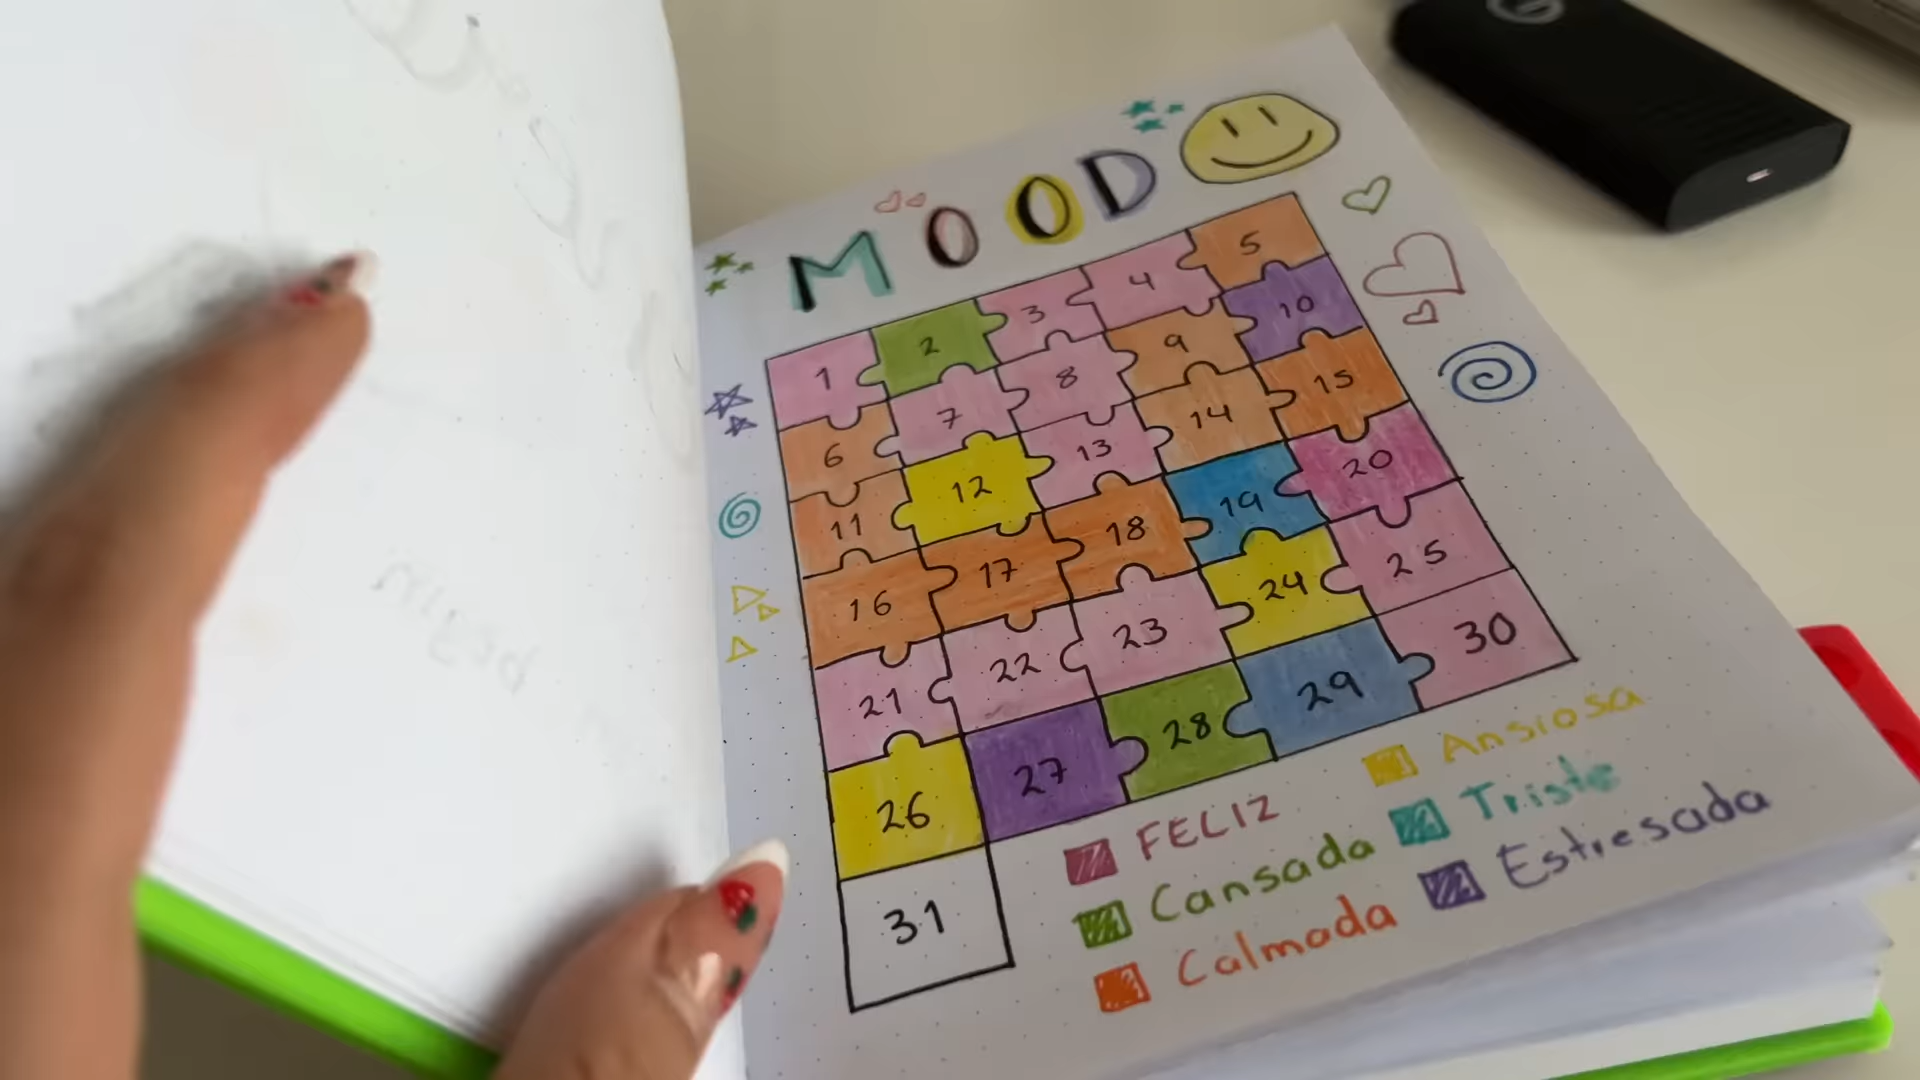 MOOD
1 2 3 4 5
6 7 8 9 10
11 12 13 14 15
16 17 18 19 20
21 22 23 24 25
26 27 28 29 30
31
FELIZ
Ansiosa
Cansada
Triste
Calmada
Estresada
begin